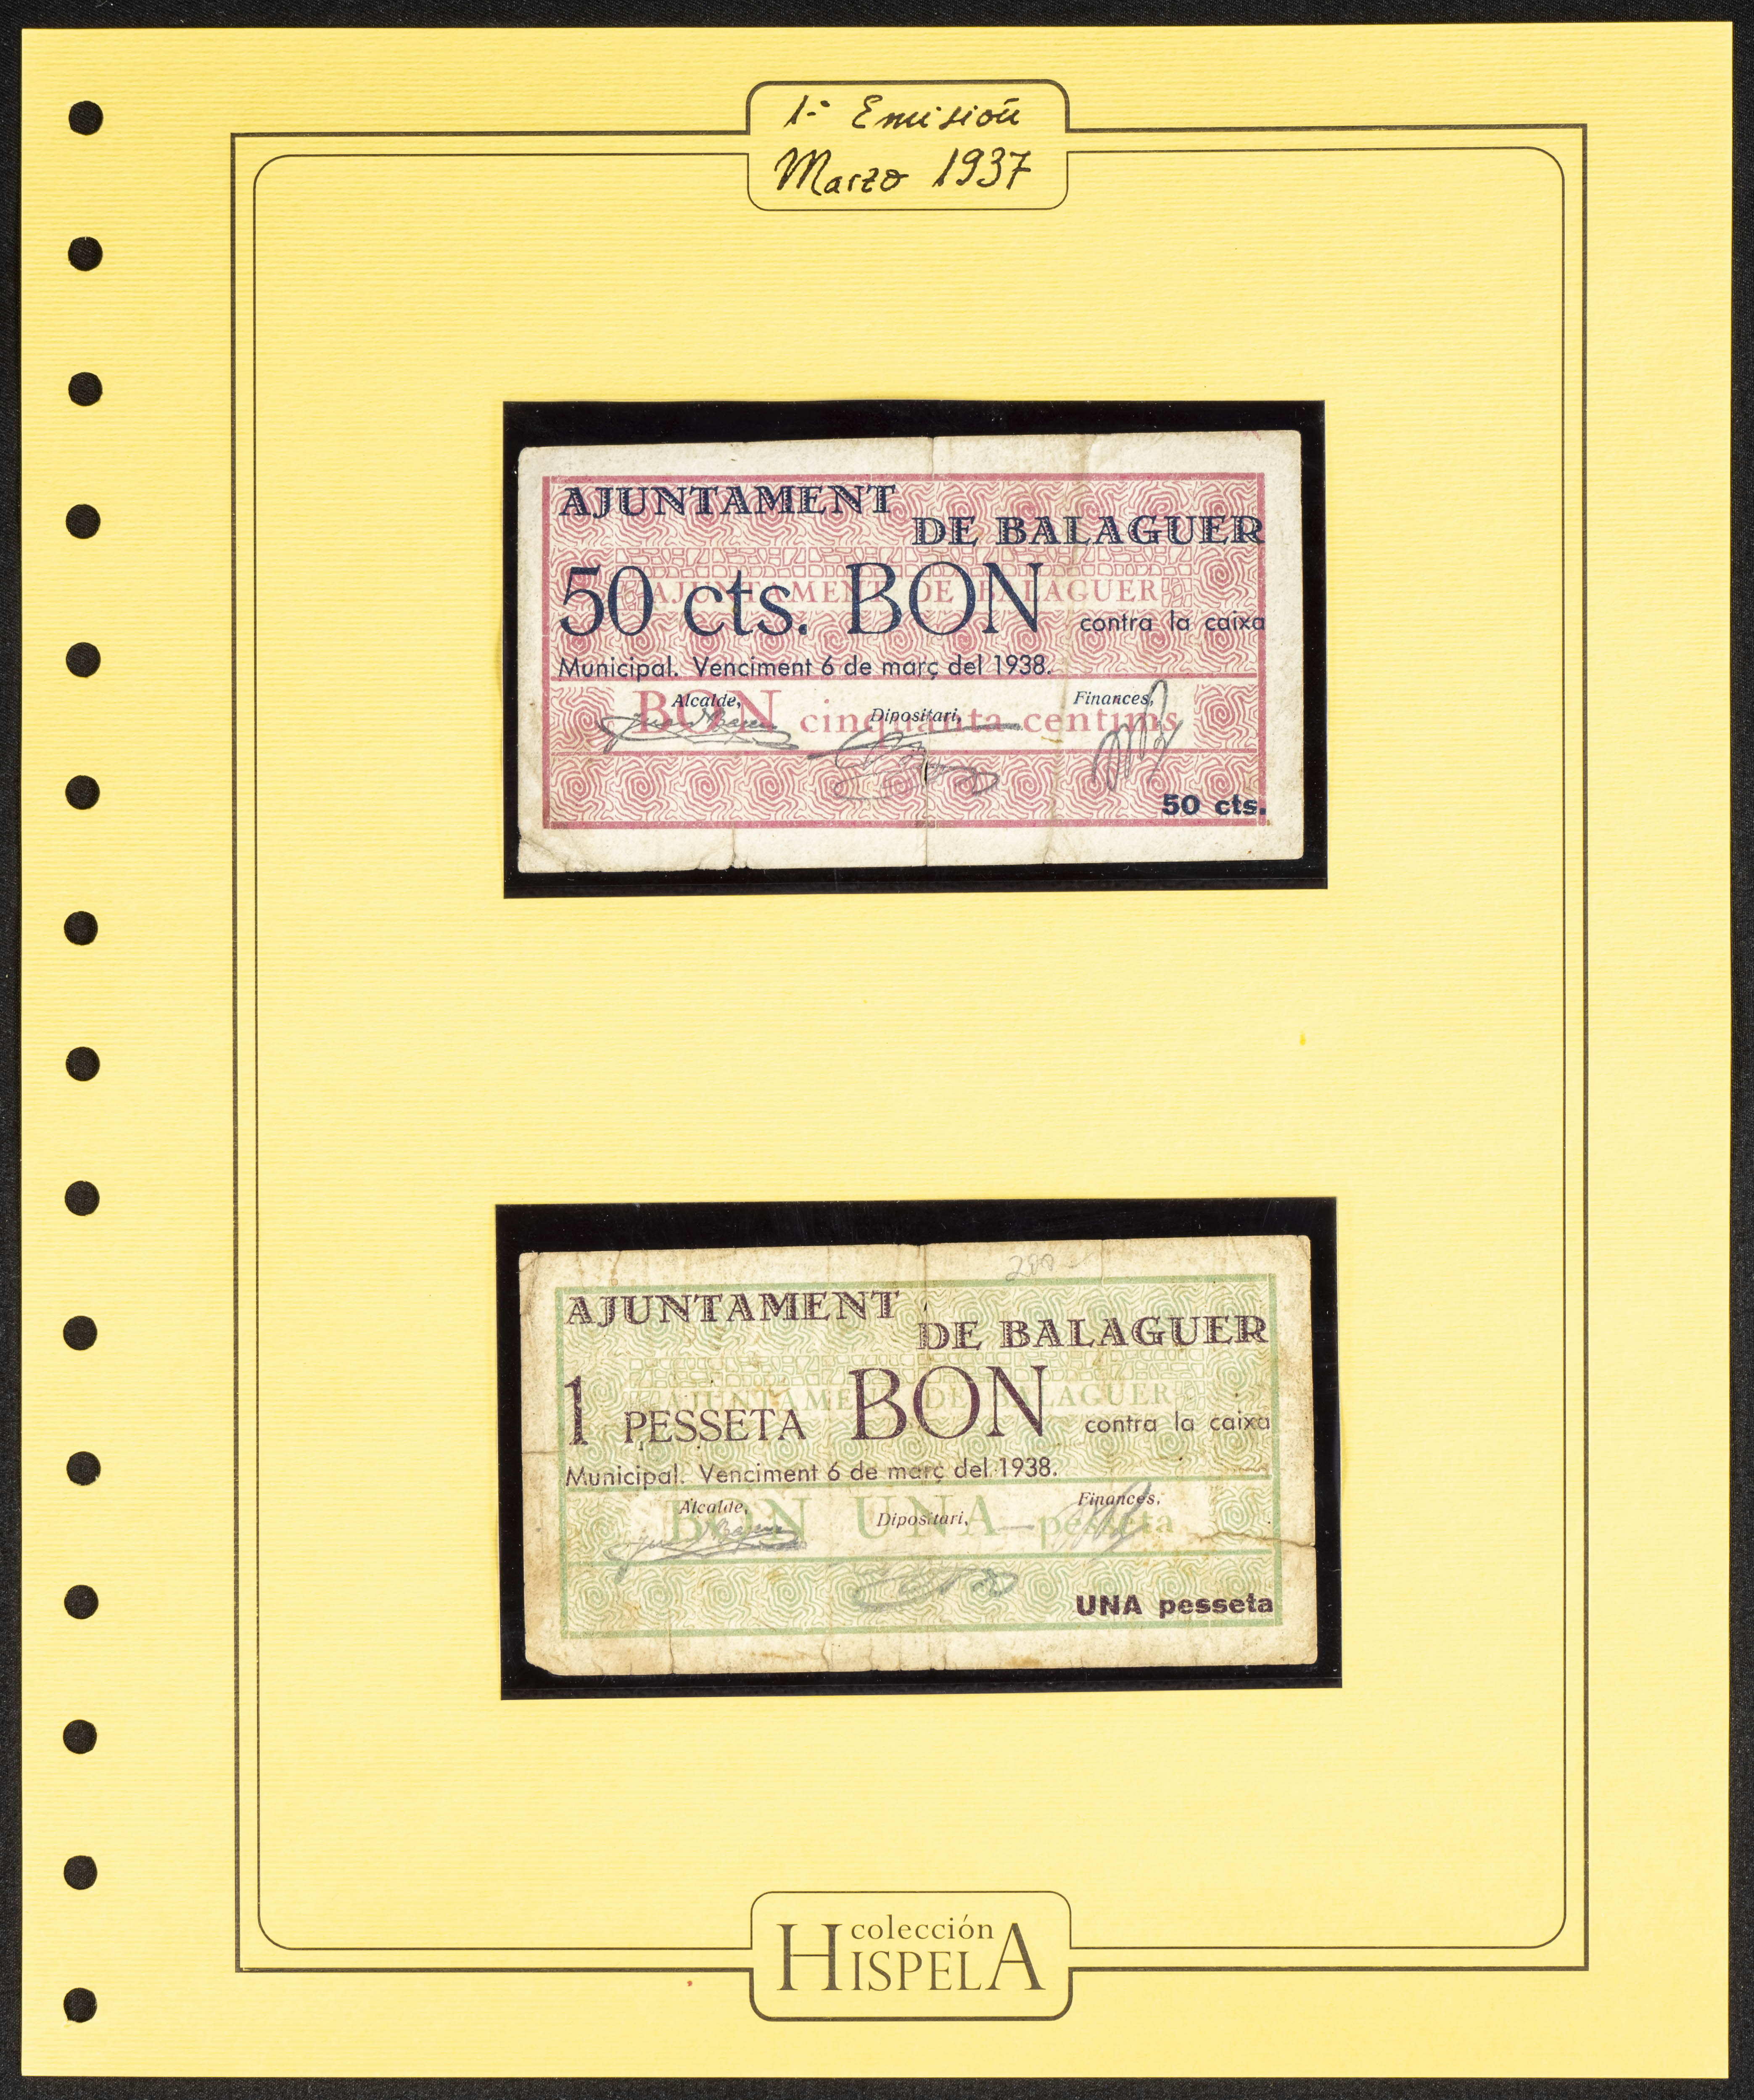 1ª Emisión
Marzo 1937
AJUNTAMENT
DE BALAGUER
AJUNTAMENT DE BALAGUER
50 cts. BON contra la caixa
Municipal. Venciment 6 de març del 1938.
Alcalde, Dipositari, Finances,
BON cinquanta centims
50 cts.
200
AJUNTAMENT
DE BALAGUER
AJUNTAMENT DE BALAGUER
1 PESSETA BON contra la caixa
Municipal. Venciment 6 de març del 1938.
Alcalde, Dipositari, Finances,
BON UNA pesseta
UNA pesseta
colección
HISPELA